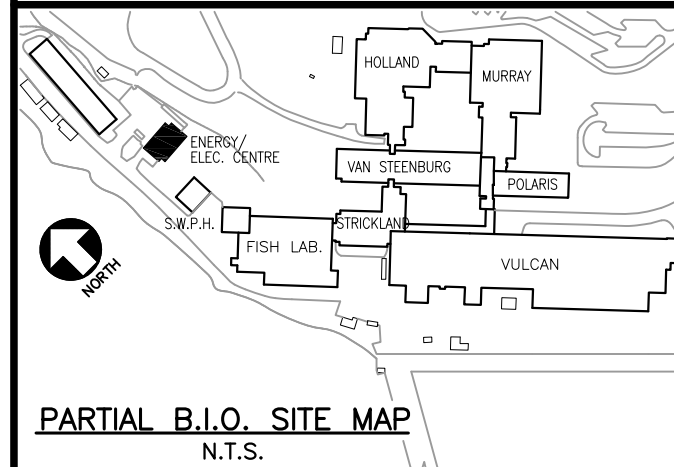 HOLLAND
MURRAY
ENERGY/
ELEC. CENTRE
VAN STEENBURG
POLARIS
S.W.P.H.
STRICKLAND
FISH LAB.
VULCAN
NORTH
PARTIAL B.I.O. SITE MAP
N.T.S.